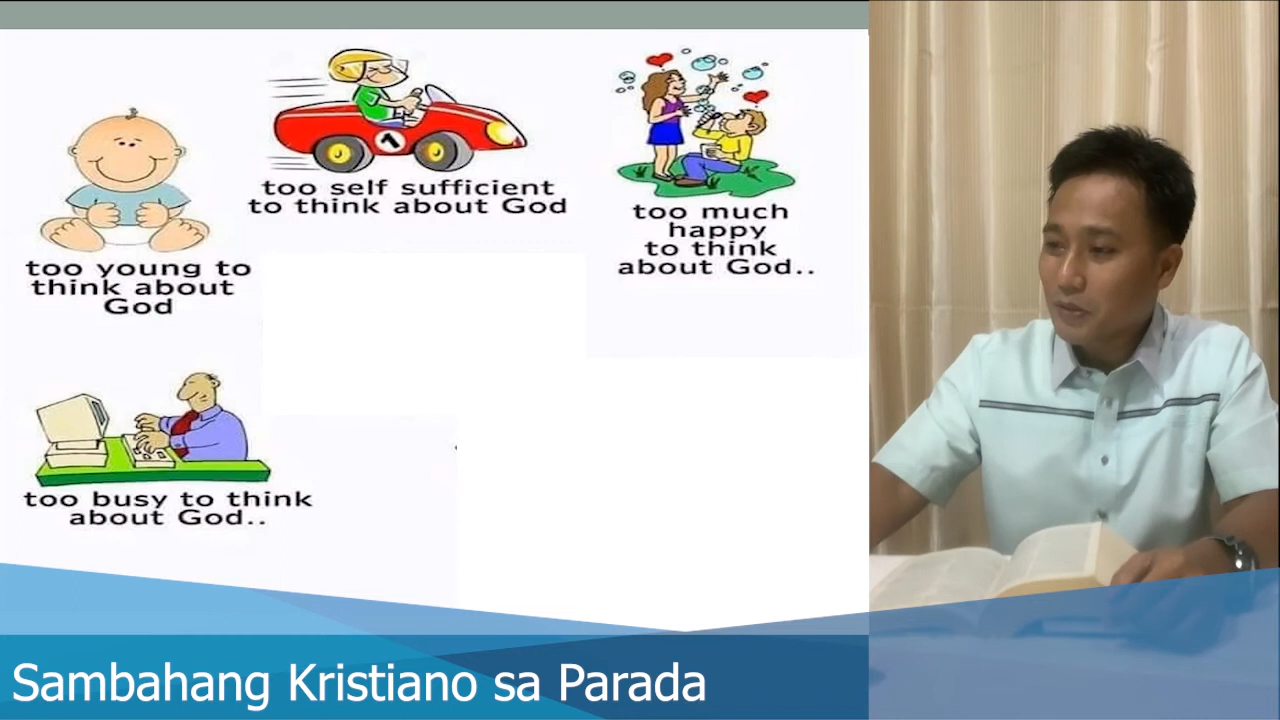 too young to
think about
God
too self sufficient
to think about God
too much
happy
to think
about God..
too busy to think
about God..
Sambahang Kristiano sa Parada